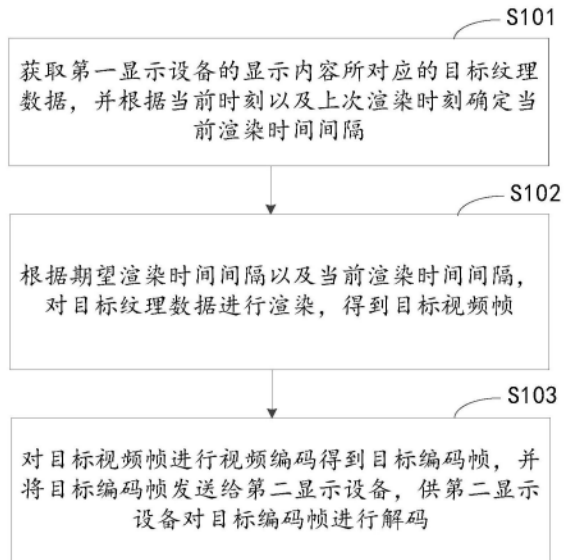 S101
获取第一显示设备的显示内容所对应的目标纹理
数据，并根据当前时刻以及上次渲染时刻确定当
前渲染时间间隔
S102
根据期望渲染时间间隔以及当前渲染时间间隔，
对目标纹理数据进行渲染，得到目标视频帧
S103
对目标视频帧进行视频编码得到目标编码帧，并
将目标编码帧发送给第二显示设备，供第二显示
设备对目标编码帧进行解码